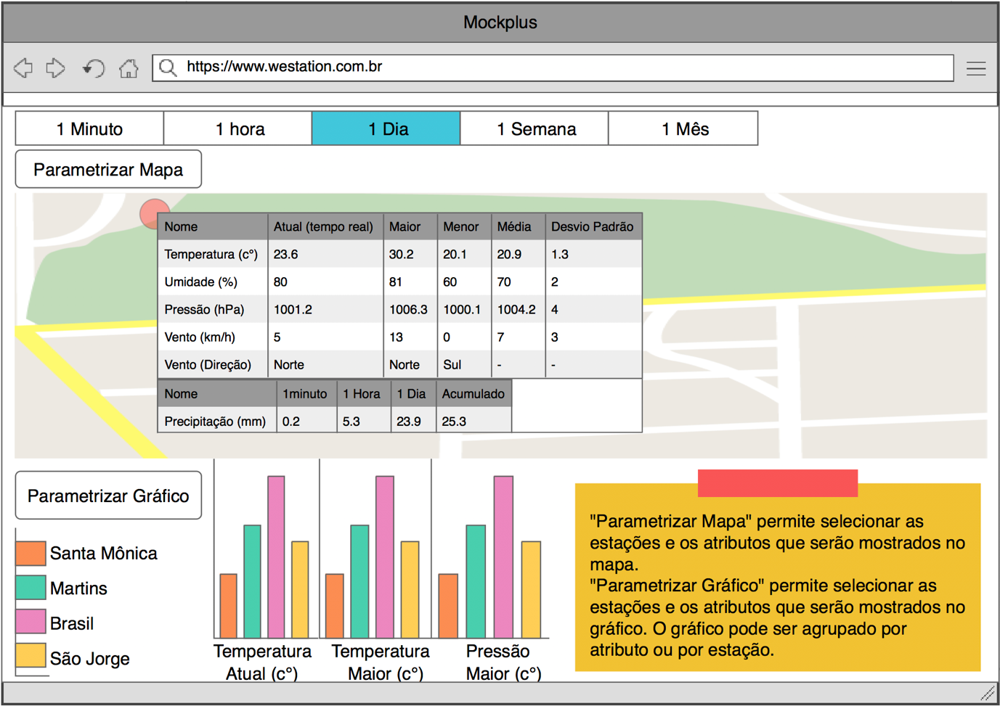 Mockplus
https://www.westation.com.br
1 Minuto 1 hora 1 Dia 1 Semana 1 Mês
Parametrizar Mapa
Nome Atual (tempo real) Maior Menor Média Desvio Padrão
Temperatura (c°) 23.6 30.2 20.1 20.9 1.3
Umidade (%) 80 81 60 70 2
Pressão (hPa) 1001.2 1006.3 1000.1 1004.2 4
Vento (km/h) 5 13 0 7 3
Vento (Direção) Norte Norte Sul - -
Nome 1minuto 1 Hora 1 Dia Acumulado
Precipitação (mm) 0.2 5.3 23.9 25.3
Parametrizar Gráfico
Santa Mônica
Martins
Brasil
São Jorge
Temperatura
Atual (c°)
Temperatura
Maior (c°)
Pressão
Maior (c°)
"Parametrizar Mapa" permite selecionar as
estações e os atributos que serão mostrados no
mapa.
"Parametrizar Gráfico" permite selecionar as
estações e os atributos que serão mostrados no
gráfico. O gráfico pode ser agrupado por
atributo ou por estação.